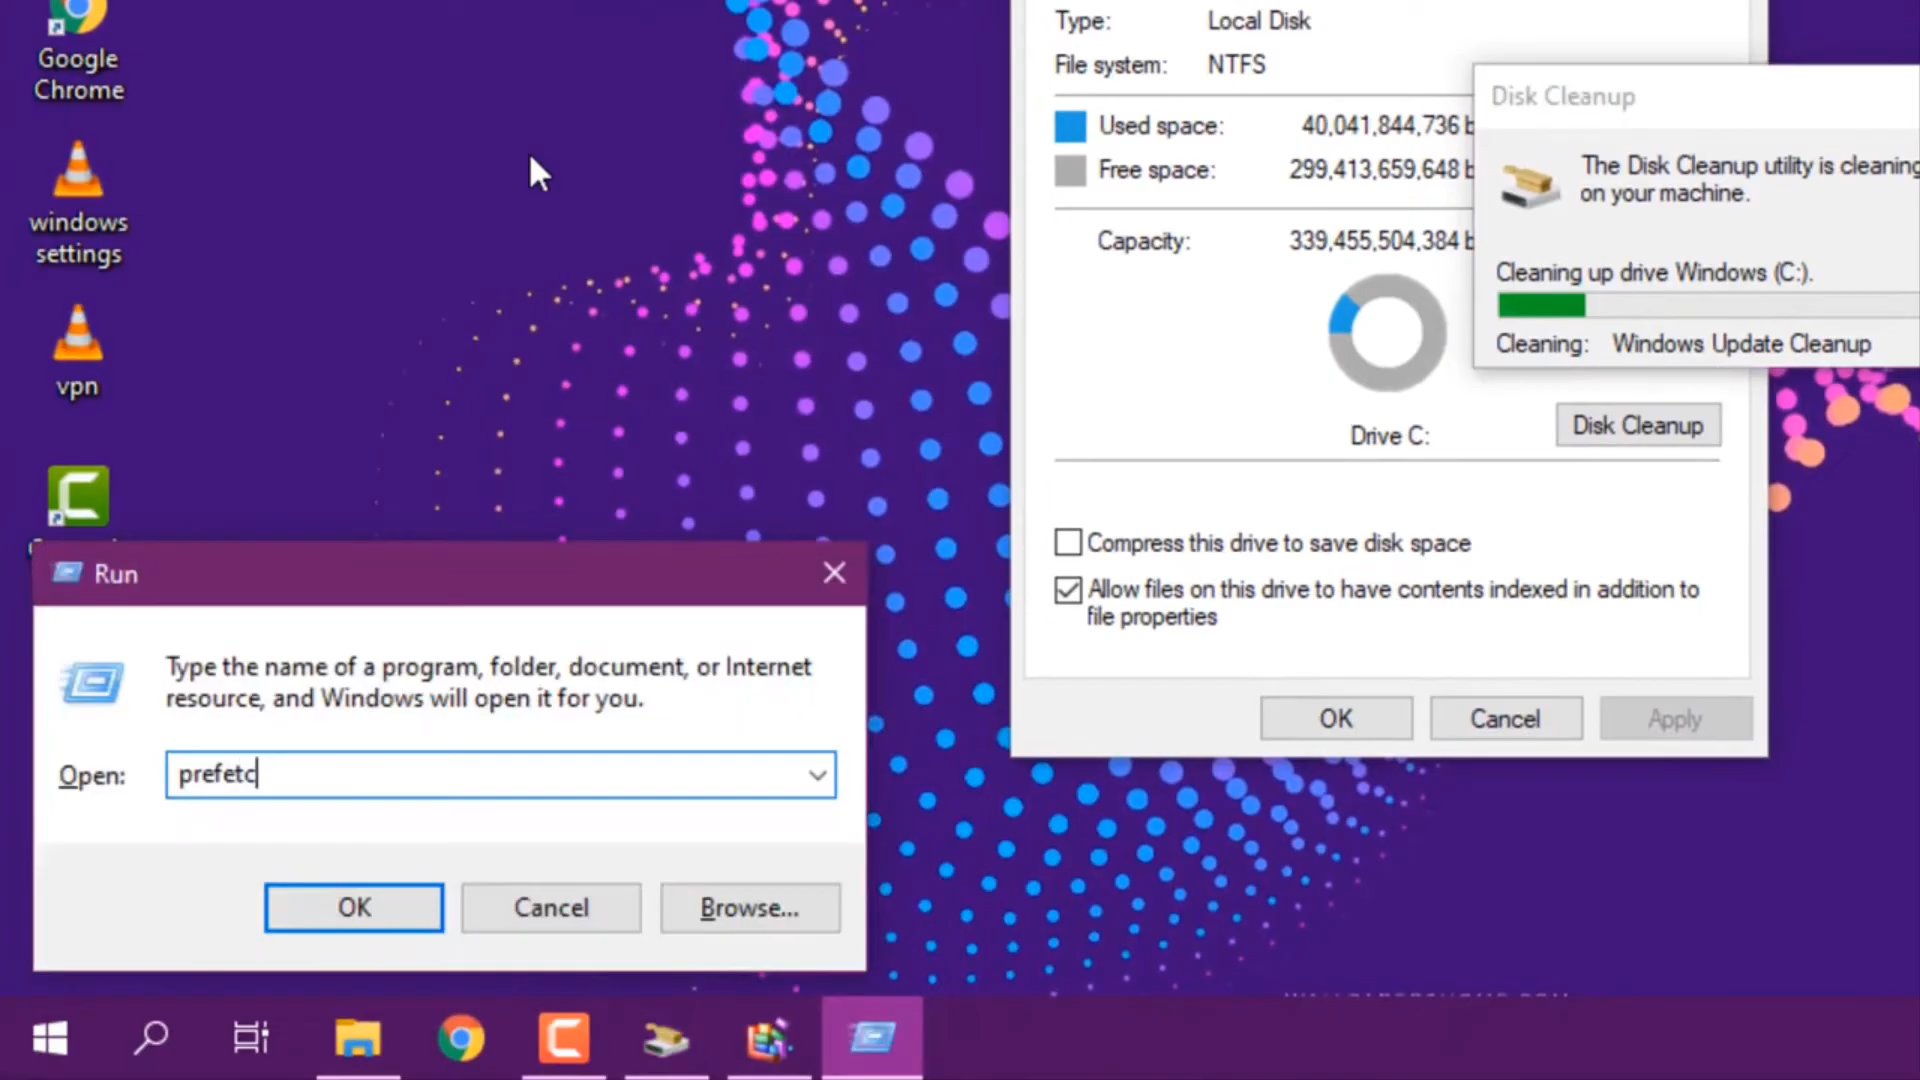 Google
Chrome
windows
settings
vpn
Type: Local Disk
File system: NTFS
Used space: 40,041,844,736 b
Free space: 299,413,659,648 b
Capacity: 339,455,504,384 b
Drive C:
Disk Cleanup
Compress this drive to save disk space
Allow files on this drive to have contents indexed in addition to
file properties
OK Cancel Apply
Disk Cleanup
The Disk Cleanup utility is cleaning
on your machine.
Cleaning up drive Windows (C:).
Cleaning: Windows Update Cleanup
Run
Type the name of a program, folder, document, or Internet
resource, and Windows will open it for you.
Open: prefetc
OK Cancel Browse...